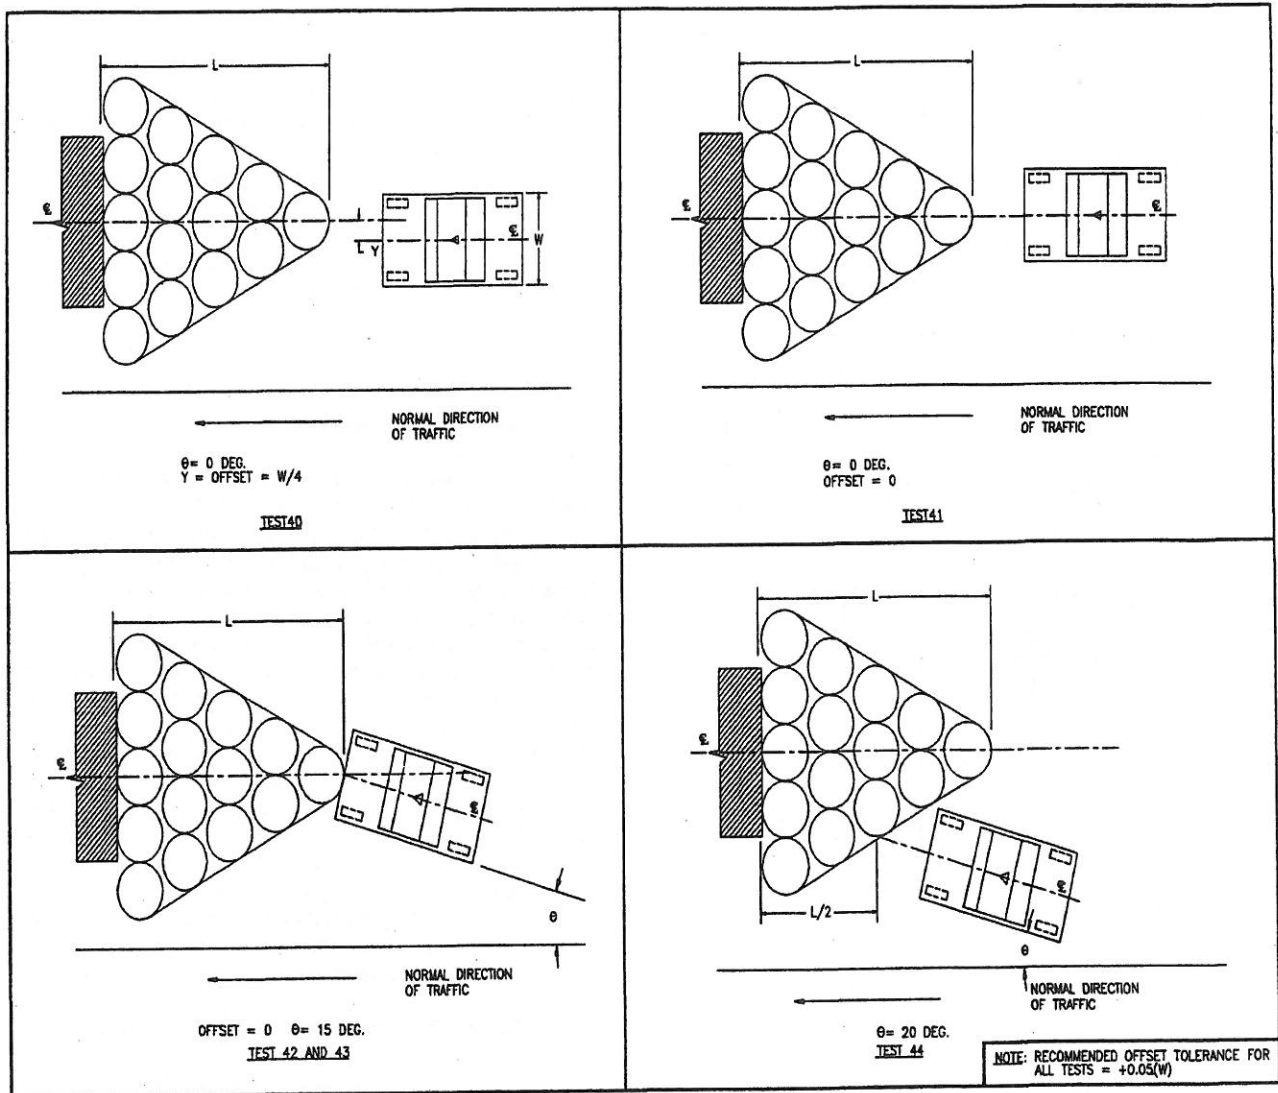 L
℄
Y
℄
W
NORMAL DIRECTION
OF TRAFFIC
θ= 0 DEG.
Y = OFFSET = W/4
TEST40
L
℄
℄
NORMAL DIRECTION
OF TRAFFIC
θ= 0 DEG.
OFFSET = 0
TEST41
L
℄
℄
θ
NORMAL DIRECTION
OF TRAFFIC
OFFSET = 0 θ= 15 DEG.
TEST 42 AND 43
L
℄
℄
L/2
θ
NORMAL DIRECTION
OF TRAFFIC
θ= 20 DEG.
TEST 44
NOTE: RECOMMENDED OFFSET TOLERANCE FOR
ALL TESTS = +0.05(W)